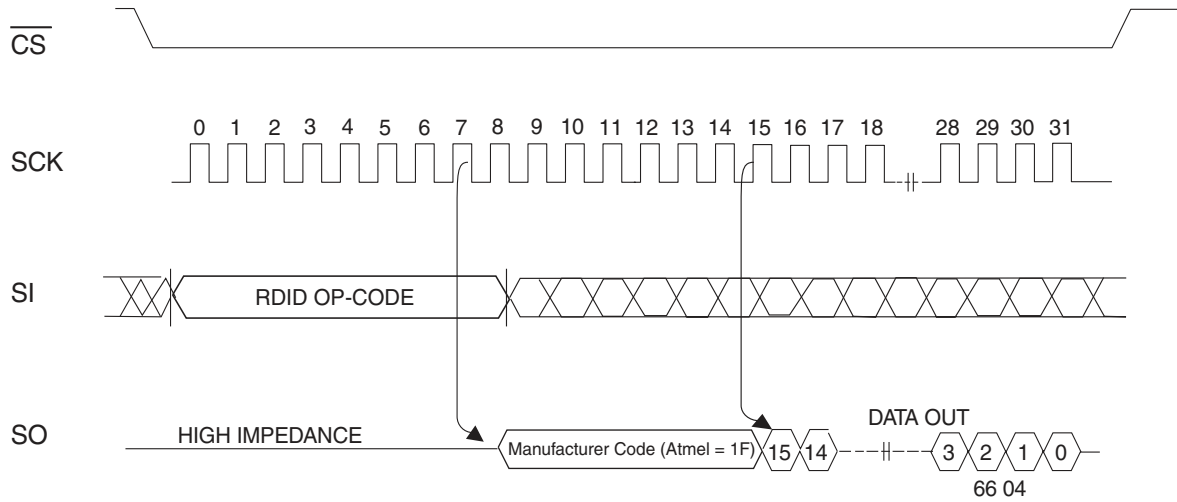 CS
SCK
0 1 2 3 4 5 6 7 8 9 10 11 12 13 14 15 16 17 18 28 29 30 31
SI
RDID OP-CODE
SO
HIGH IMPEDANCE
Manufacturer Code (Atmel = 1F)
15 14
DATA OUT
3 2 1 0
66 04